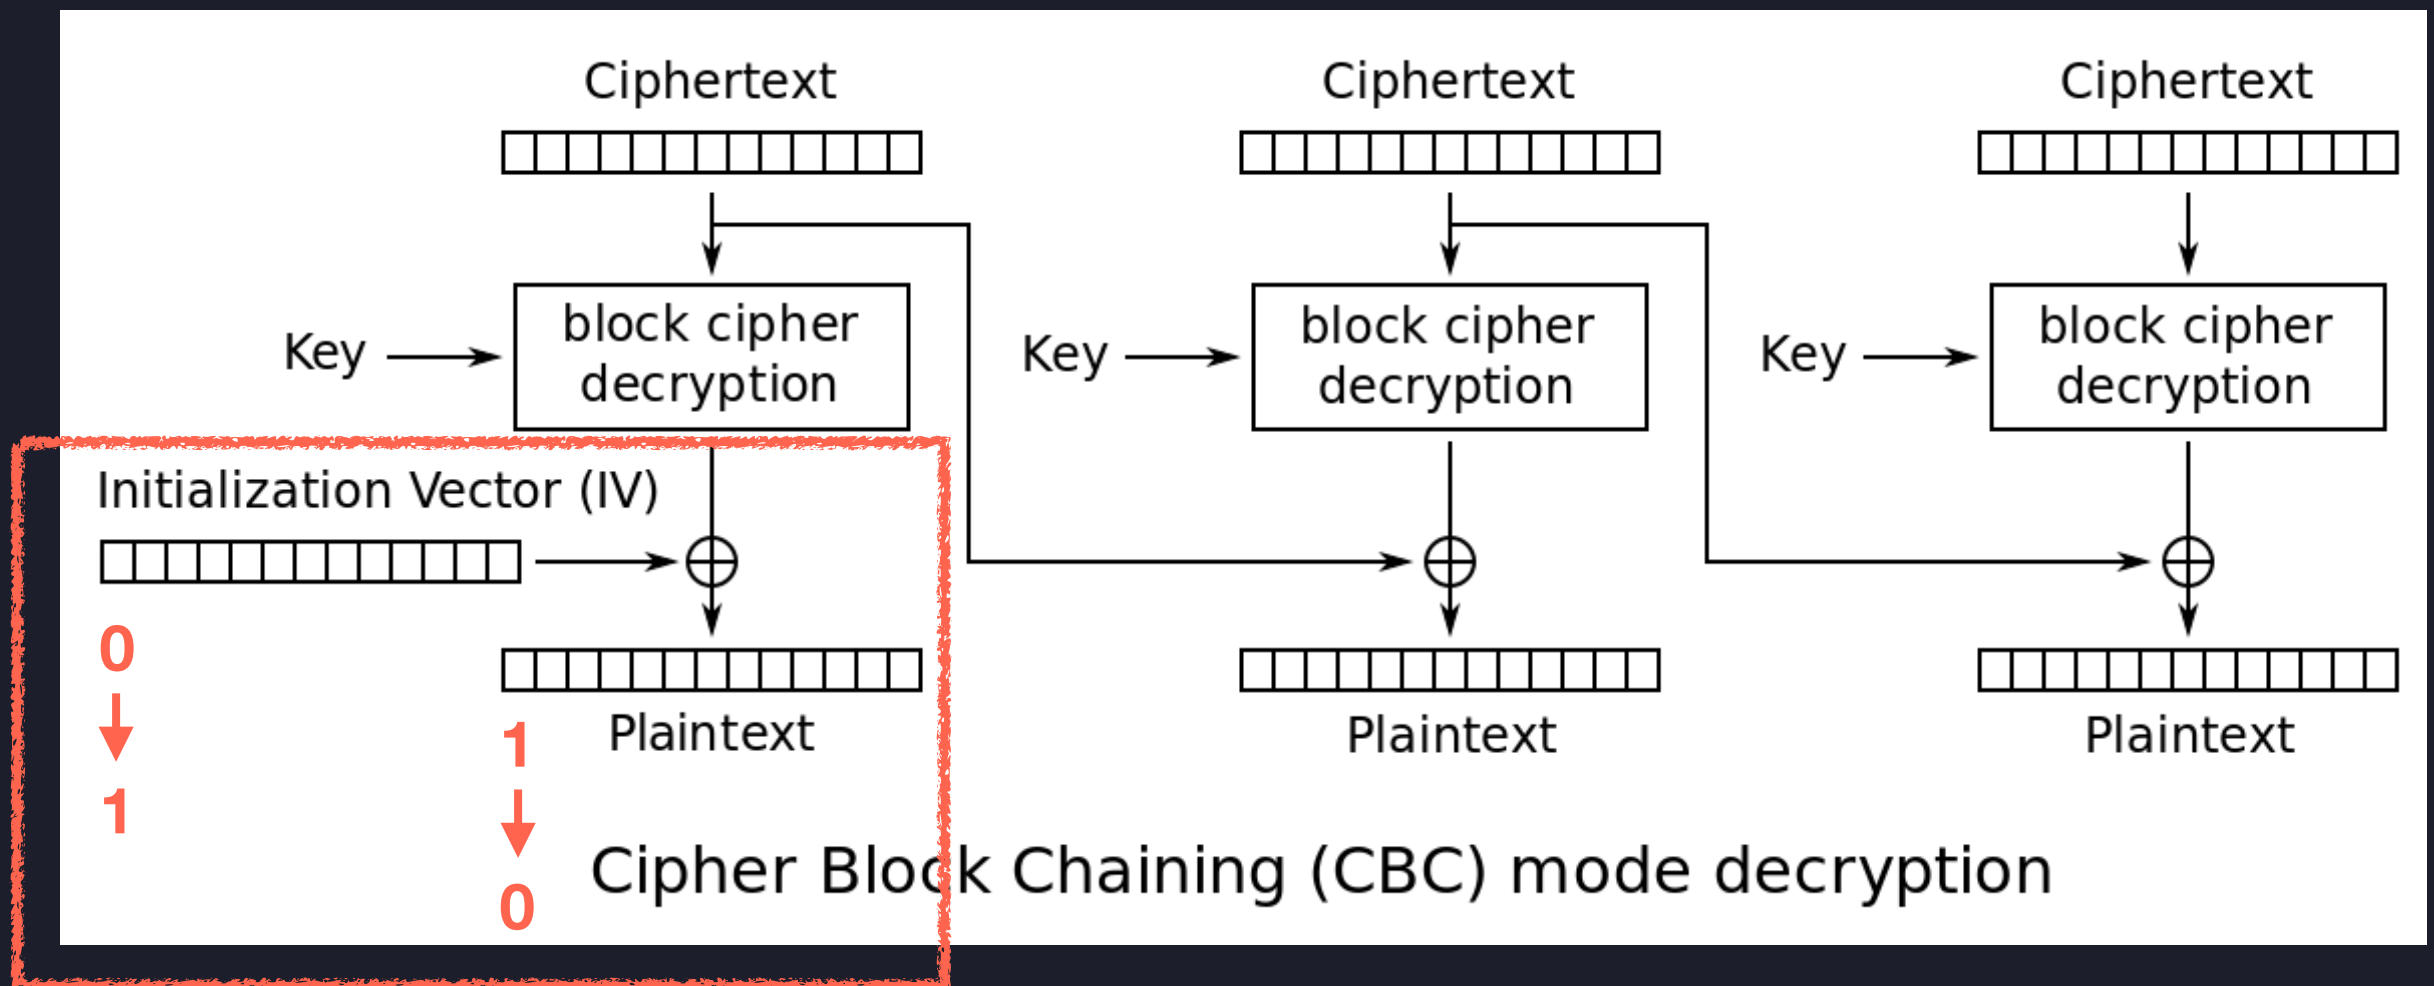 Ciphertext
Ciphertext
Ciphertext
Key
block cipher
decryption
Key
block cipher
decryption
Key
block cipher
decryption
Initialization Vector (IV)
0
1
1
0
Plaintext
Plaintext
Plaintext
Cipher Block Chaining (CBC) mode decryption